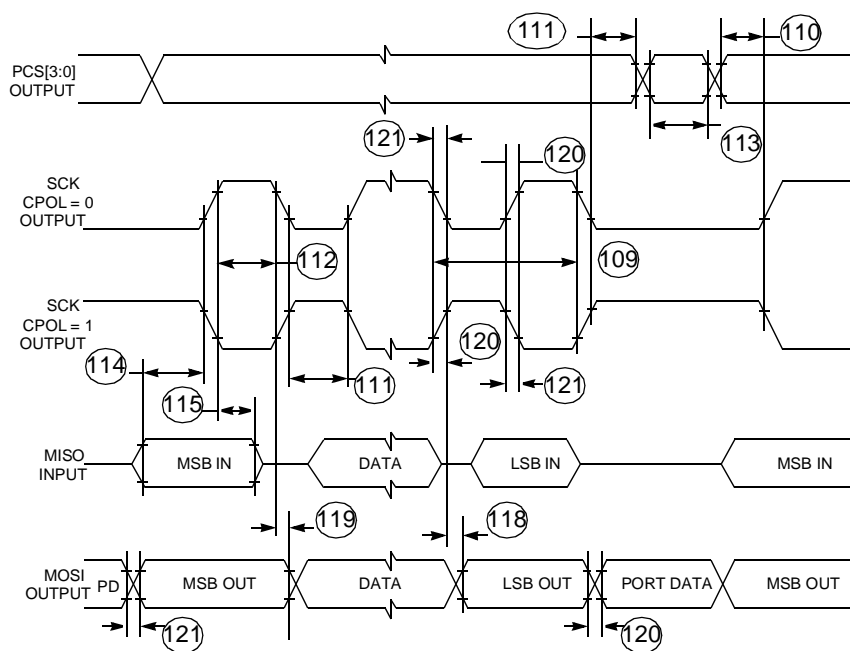 111
110
PCS[3:0]
OUTPUT
113
121
120
SCK
CPOL = 0
OUTPUT
112
109
SCK
CPOL = 1
OUTPUT
114
120
111
121
115
MISO
INPUT
MSB IN
DATA
LSB IN
MSB IN
119
118
MOSI
OUTPUT
PD
MSB OUT
DATA
LSB OUT
PORT DATA
MSB OUT
121
120